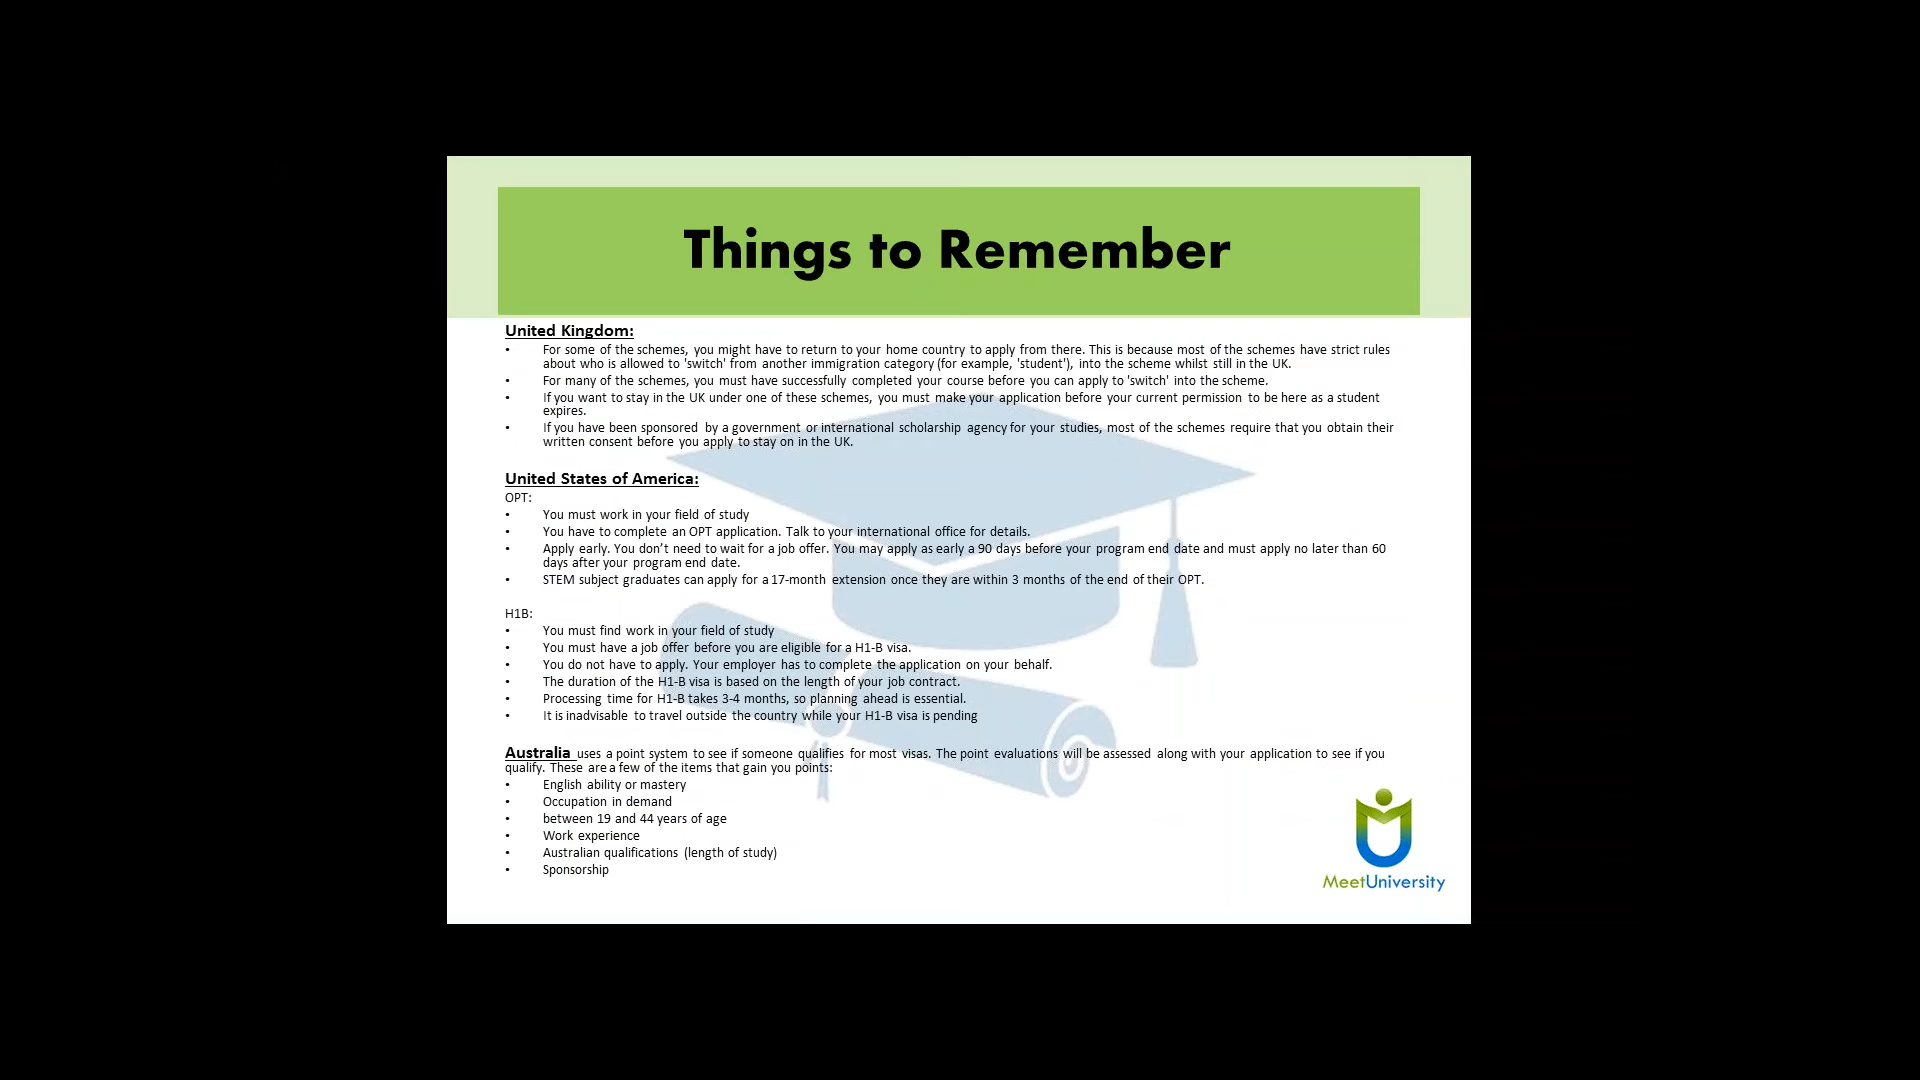 Things to Remember
United Kingdom:
• For some of the schemes, you might have to return to your home country to apply from there. This is because most of the schemes have strict rules
about who is allowed to 'switch' from another immigration category (for example, 'student'), into the scheme whilst still in the UK.
• For many of the schemes, you must have successfully completed your course before you can apply to 'switch' into the scheme.
• If you want to stay in the UK under one of these schemes, you must make your application before your current permission to be here as a student
expires.
• If you have been sponsored by a government or international scholarship agency for your studies, most of the schemes require that you obtain their
written consent before you apply to stay on in the UK.
United States of America:
OPT:
• You must work in your field of study
• You have to complete an OPT application. Talk to your international office for details.
• Apply early. You don’t need to wait for a job offer. You may apply as early a 90 days before your program end date and must apply no later than 60
days after your program end date.
• STEM subject graduates can apply for a 17-month extension once they are within 3 months of the end of their OPT.
H1B:
• You must find work in your field of study
• You must have a job offer before you are eligible for a H1-B visa.
• You do not have to apply. Your employer has to complete the application on your behalf.
• The duration of the H1-B visa is based on the length of your job contract.
• Processing time for H1-B takes 3-4 months, so planning ahead is essential.
• It is inadvisable to travel outside the country while your H1-B visa is pending
Australia uses a point system to see if someone qualifies for most visas. The point evaluations will be assessed along with your application to see if you
qualify. These are a few of the items that gain you points:
• English ability or mastery
• Occupation in demand
• between 19 and 44 years of age
• Work experience
• Australian qualifications (length of study)
• Sponsorship
MeetUniversity